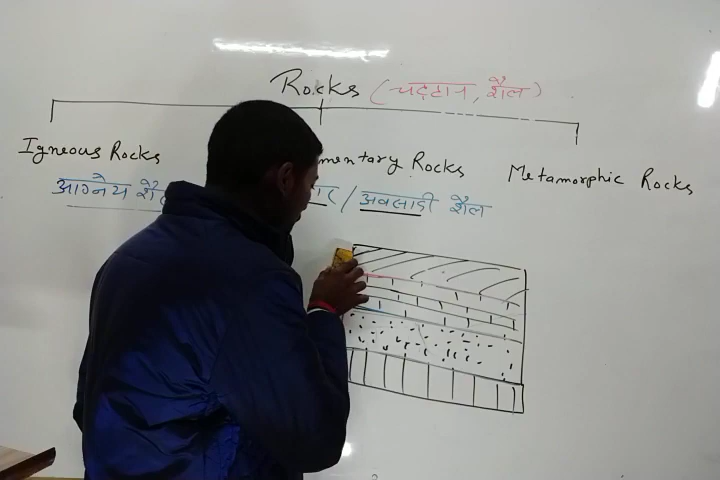 Rocks (चट्टान, शैल)
Igneous Rocks
mentary Rocks
Metamorphic Rocks
आग्नेय शै
/ अवसादी शैल